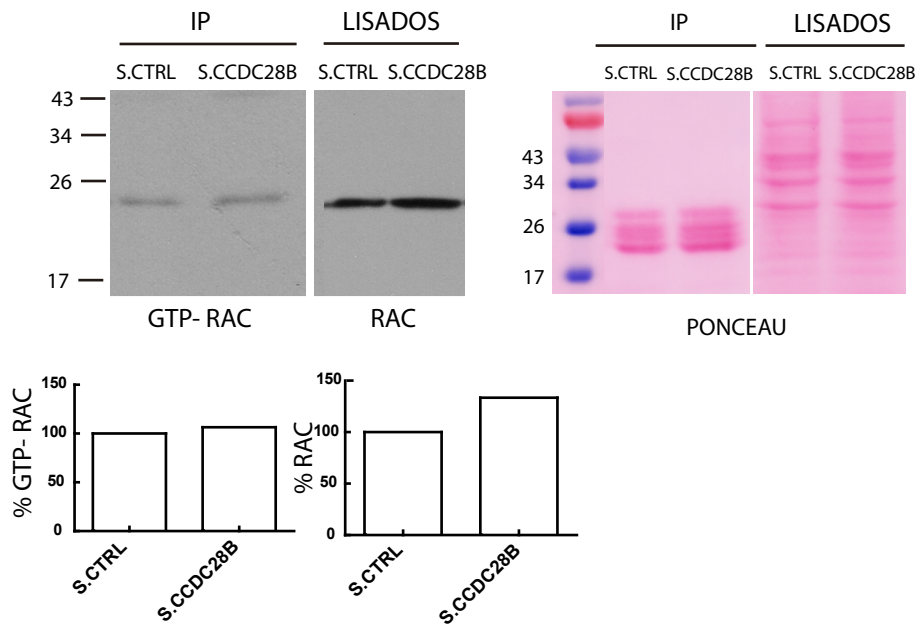 IP
LISADOS
S.CTRL S.CCDC28B
S.CTRL S.CCDC28B
43
34
26
17
GTP- RAC
RAC
IP
LISADOS
S.CTRL S.CCDC28B
S.CTRL S.CCDC28B
43
34
26
17
PONCEAU
% GTP- RAC
150
100
50
0
S.CTRL
S.CCDC28B
% RAC
150
100
50
0
S.CTRL
S.CCDC28B